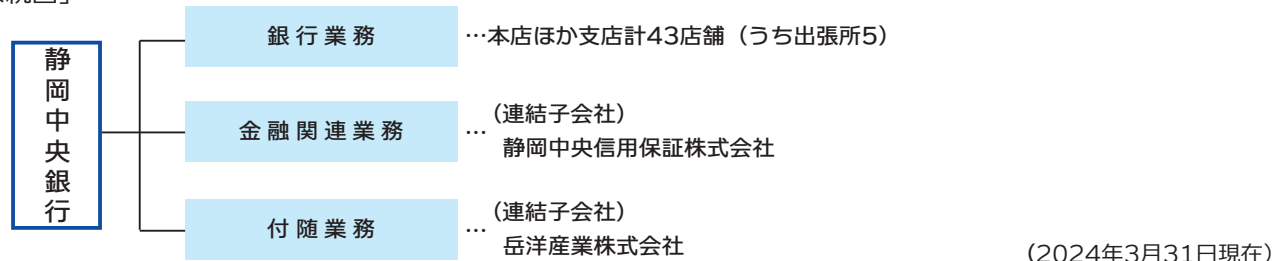 系統図」
静岡中央銀行
銀行業務 …本店ほか支店計43店舗（うち出張所5）
金融関連業務 …（連結子会社）
静岡中央信用保証株式会社
付随業務 …（連結子会社）
岳洋産業株式会社
（2024年3月31日現在）